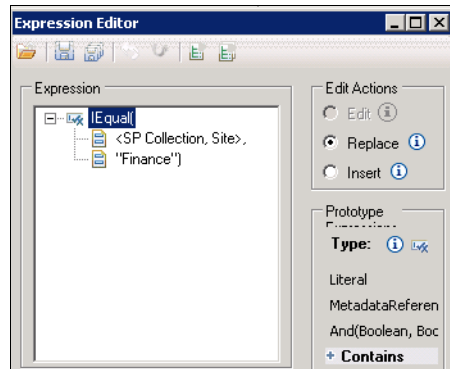 Expression Editor
Expression
IEqual(
<SP Collection, Site>,
"Finance")
Edit Actions
Edit
Replace
Insert
Prototype
Type:
Literal
MetadataReferen
And(Boolean, Boo
+ Contains